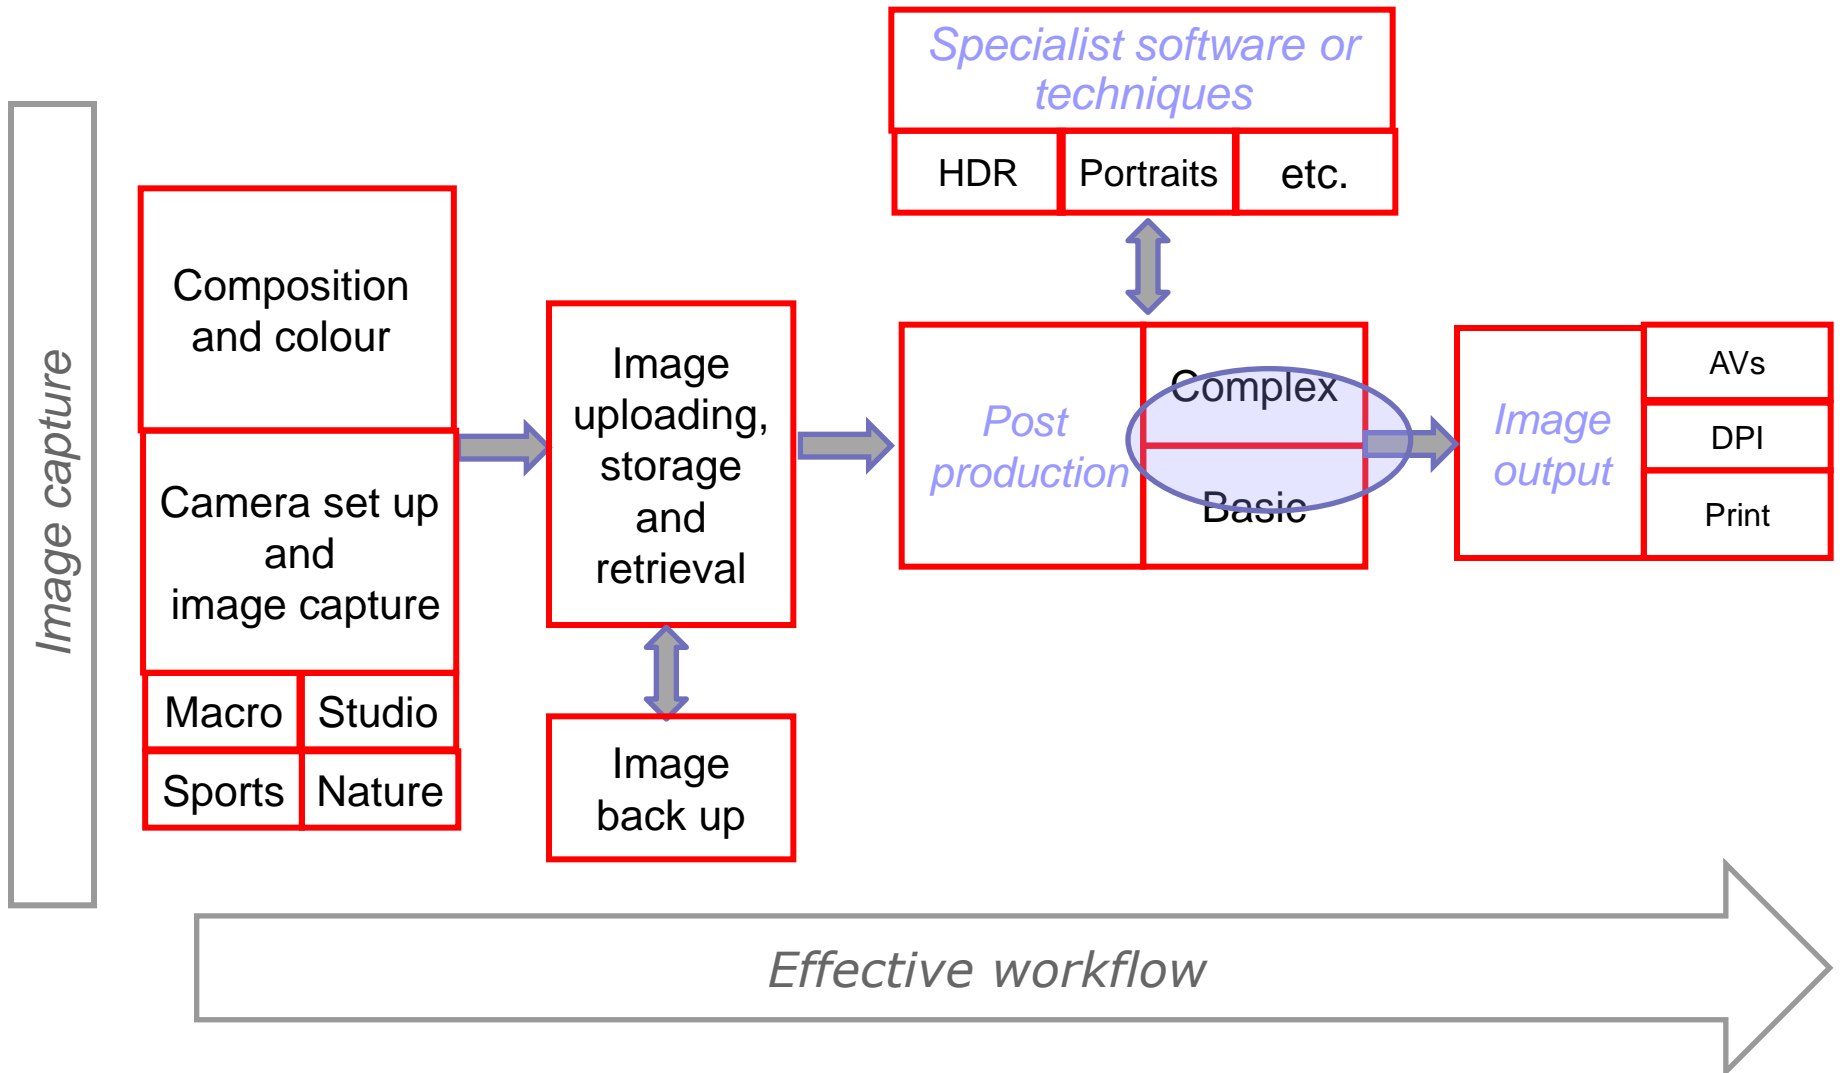 Specialist software or
techniques
HDR
Portraits
etc.
Image capture
Composition
and colour
Camera set up
and
image capture
Macro
Studio
Sports
Nature
Image
uploading,
storage
and
retrieval
Image
back up
Post
production
Complex
Basic
Image
output
AVs
DPI
Print
Effective workflow